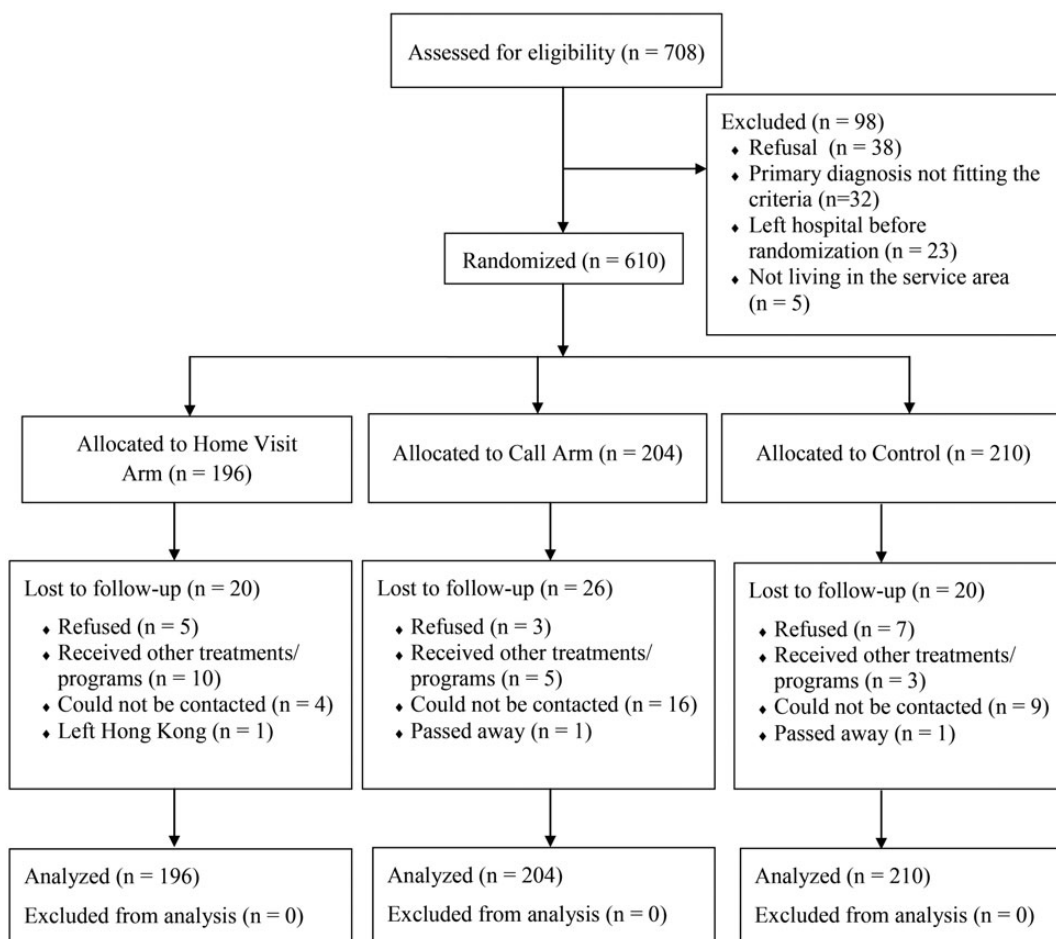 Assessed for eligibility (n = 708)
Excluded (n = 98)
♦ Refusal (n = 38)
♦ Primary diagnosis not fitting the
criteria (n=32)
♦ Left hospital before
randomization (n = 23)
♦ Not living in the service area
(n = 5)
Randomized (n = 610)
Allocated to Home Visit
Arm (n = 196)
Allocated to Call Arm (n = 204)
Allocated to Control (n = 210)
Lost to follow-up (n = 20)
♦ Refused (n = 5)
♦ Received other treatments/
programs (n = 10)
♦ Could not be contacted (n = 4)
♦ Left Hong Kong (n = 1)
Lost to follow-up (n = 26)
♦ Refused (n = 3)
♦ Received other treatments/
programs (n = 5)
♦ Could not be contacted (n = 16)
♦ Passed away (n = 1)
Lost to follow-up (n = 20)
♦ Refused (n = 7)
♦ Received other treatments/
programs (n = 3)
♦ Could not be contacted (n = 9)
♦ Passed away (n = 1)
Analyzed (n = 196)
Excluded from analysis (n = 0)
Analyzed (n = 204)
Excluded from analysis (n = 0)
Analyzed (n = 210)
Excluded from analysis (n = 0)